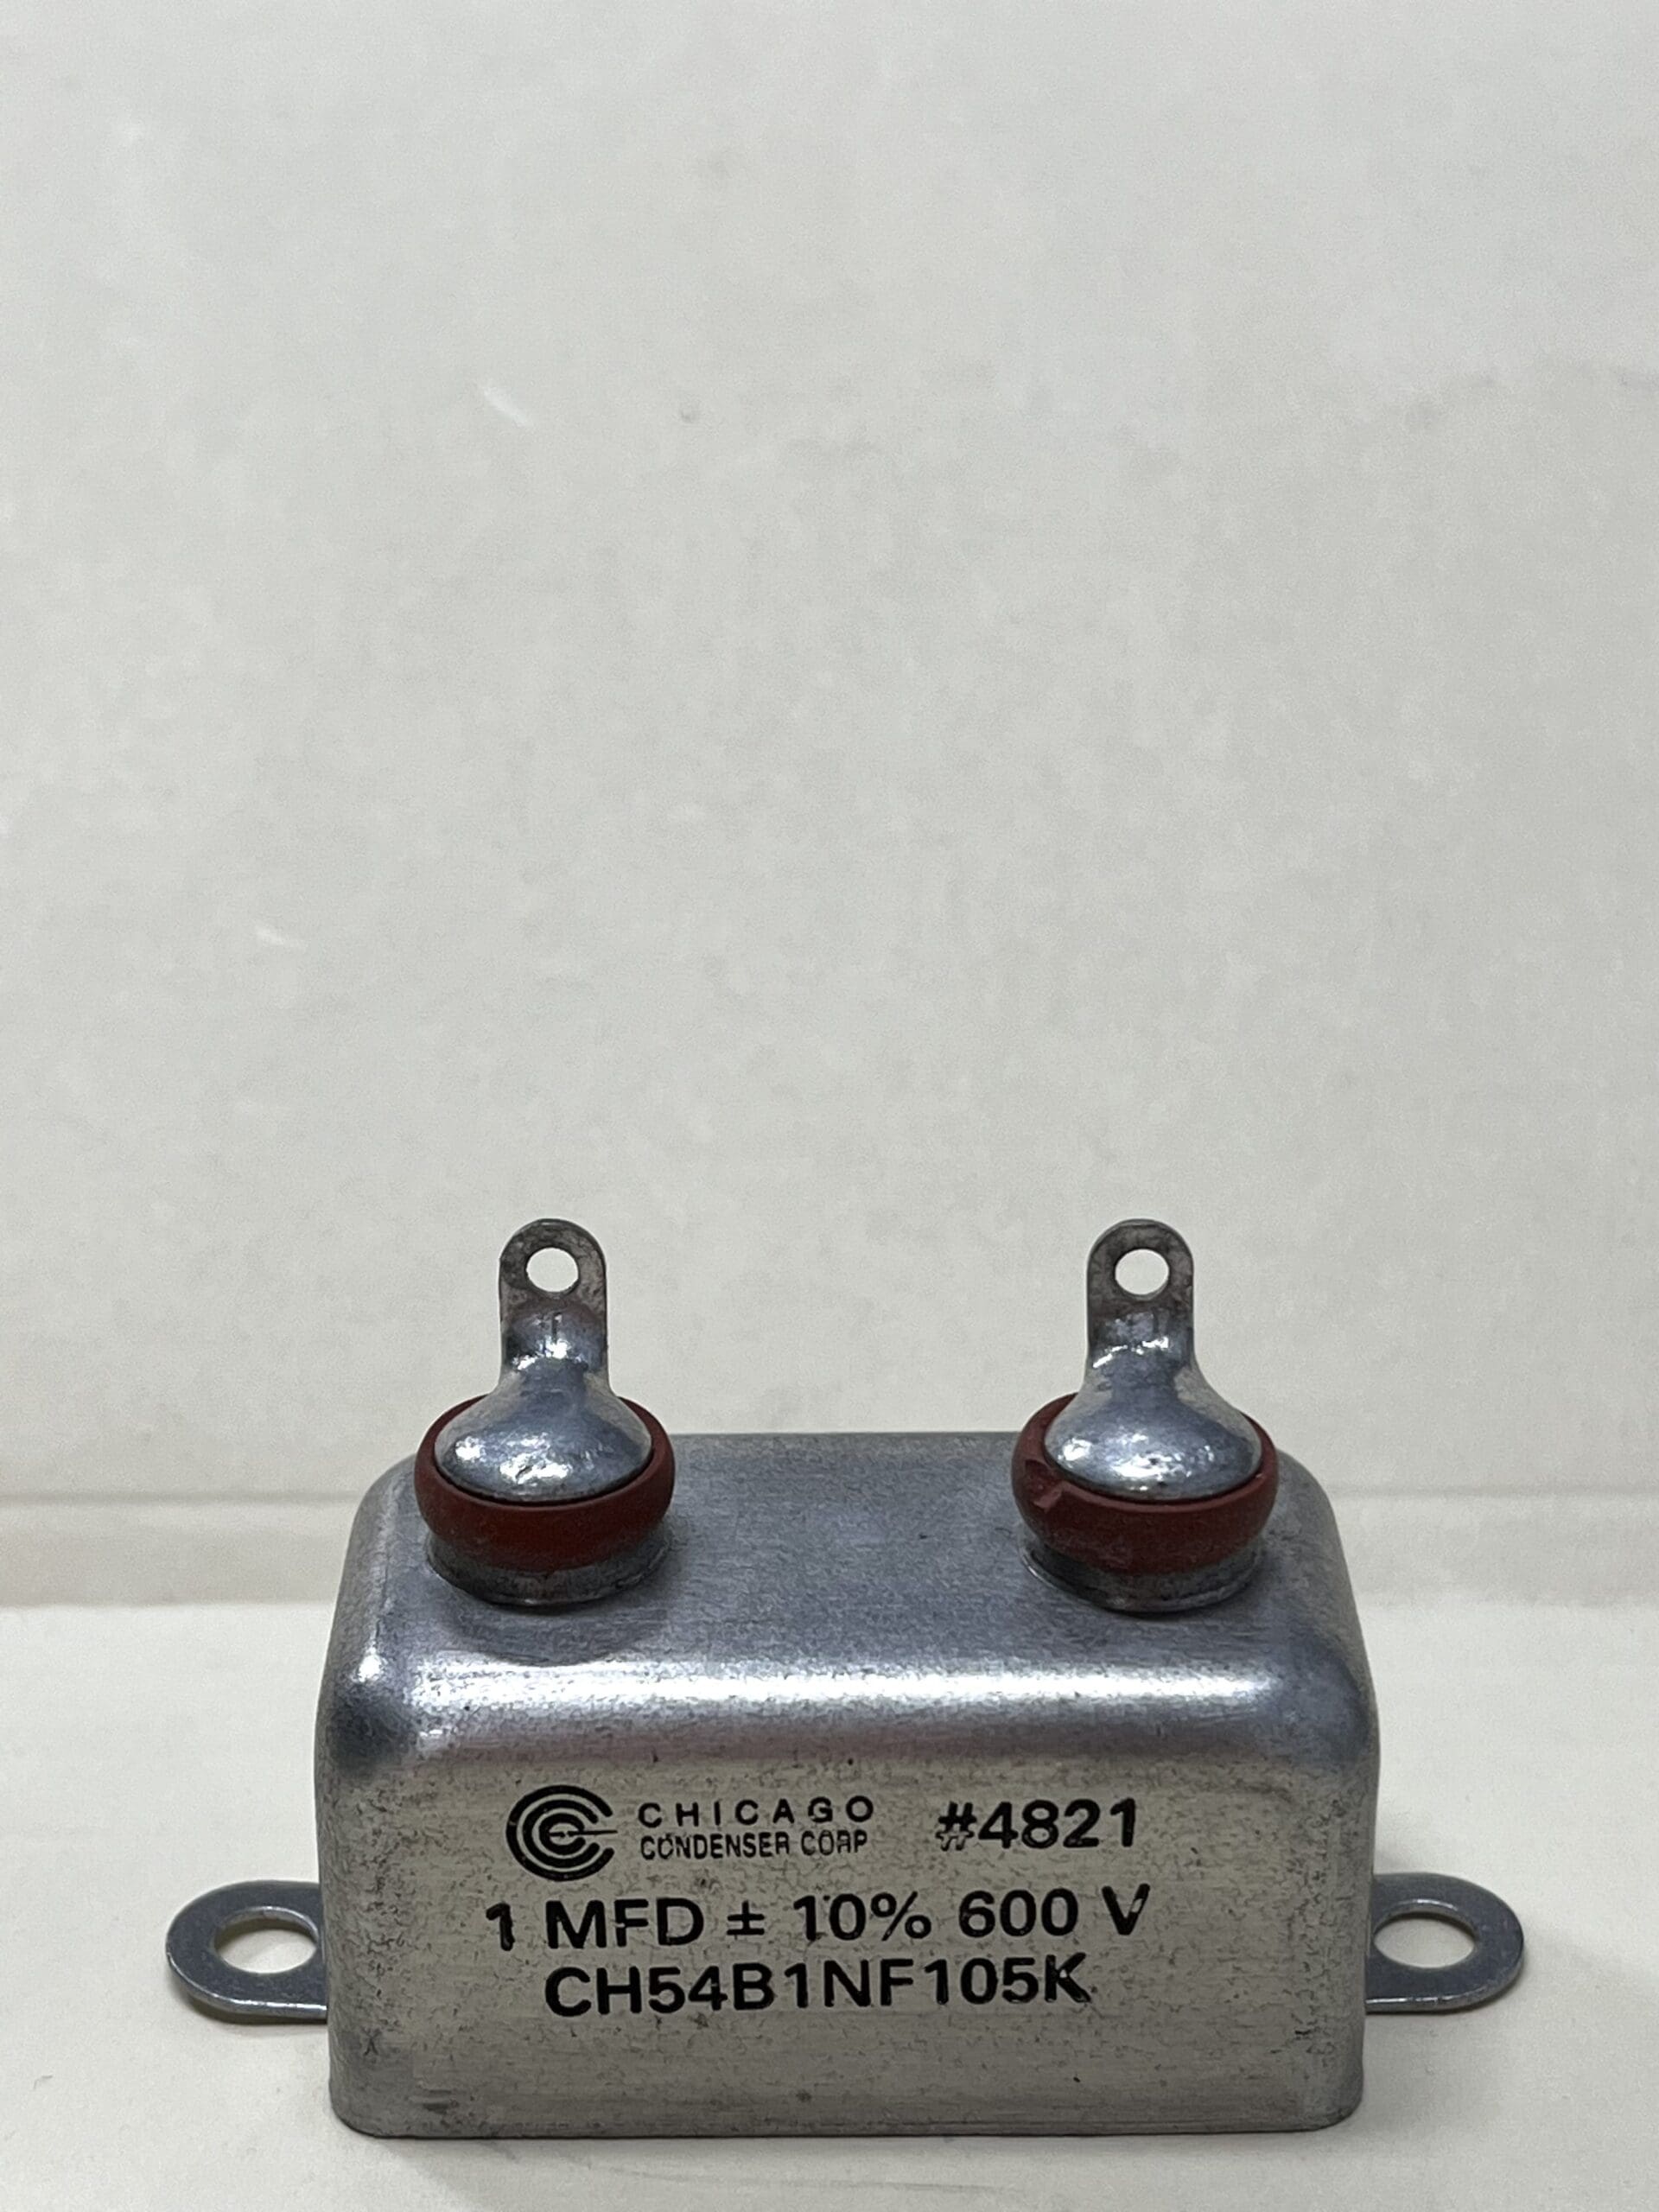 CHICAGO
CONDENSER CORP
#4821
1 MFD ± 10% 600 V
CH54B1NF105K